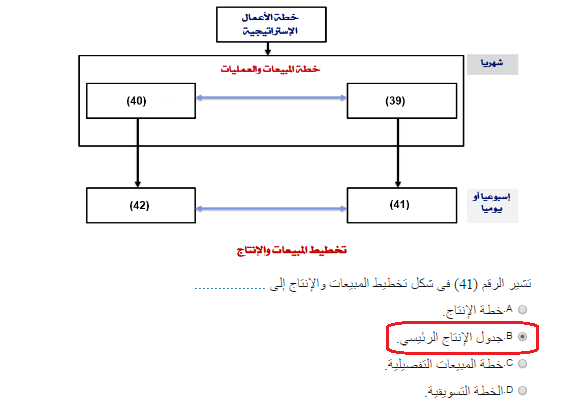 خطة الأعمال
الإستراتيجية
شهريا
خطة المبيعات والعمليات
(39)
(40)
إسبوعيا أو
يوميا
(41)
(42)
تخطيط المبيعات والإنتاج
تشير الرقم (41) فى شكل تخطيط المبيعات والإنتاج إلى ..................
A. خطة الإنتاج.
B. جدول الإنتاج الرئيسي.
C. خطة المبيعات التفصيلية.
D. الخطة التسويقية.